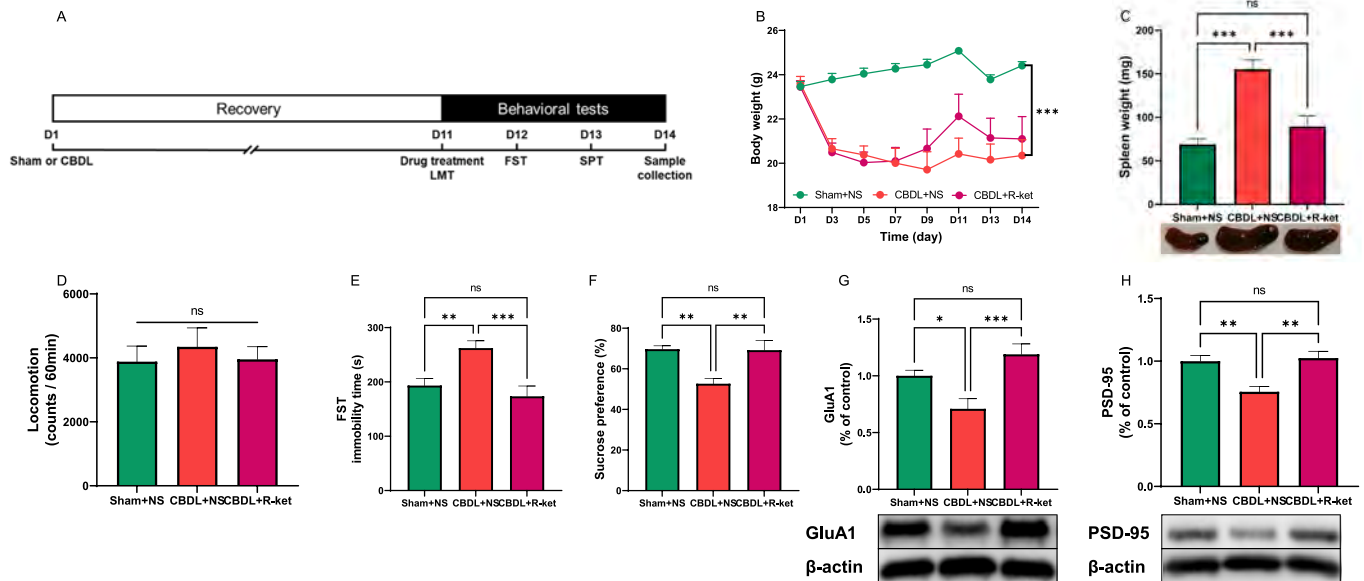 A
Recovery
Behavioral tests
D1
D11
D12
D13
D14
Sham or CBDL
Drug treatment
LMT
FST
SPT
Sample
collection
B
Body weight (g)
26
24
22
20
18
***
Sham+NS
CBDL+NS
CBDL+R-ket
D1
D3
D5
D7
D9
D11
D13
D14
Time (day)
C
ns
***
***
Spleen weight (mg)
200
150
100
50
0
Sham+NS
CBDL+NS
CBDL+R-ket
D
ns
Locomotion
(counts / 60min)
6000
4000
2000
0
Sham+NS
CBDL+NS
CBDL+R-ket
E
ns
**
***
FST
immobility time (s)
300
200
100
0
Sham+NS
CBDL+NS
CBDL+R-ket
F
ns
**
**
Sucrose preference (%)
80
60
40
20
0
Sham+NS
CBDL+NS
CBDL+R-ket
G
ns
*
***
GluA1
(% of control)
1.5
1.0
0.5
0.0
Sham+NS
CBDL+NS
CBDL+R-ket
GluA1
β-actin
H
ns
**
**
PSD-95
(% of control)
1.5
1.0
0.5
0.0
Sham+NS
CBDL+NS
CBDL+R-ket
PSD-95
β-actin